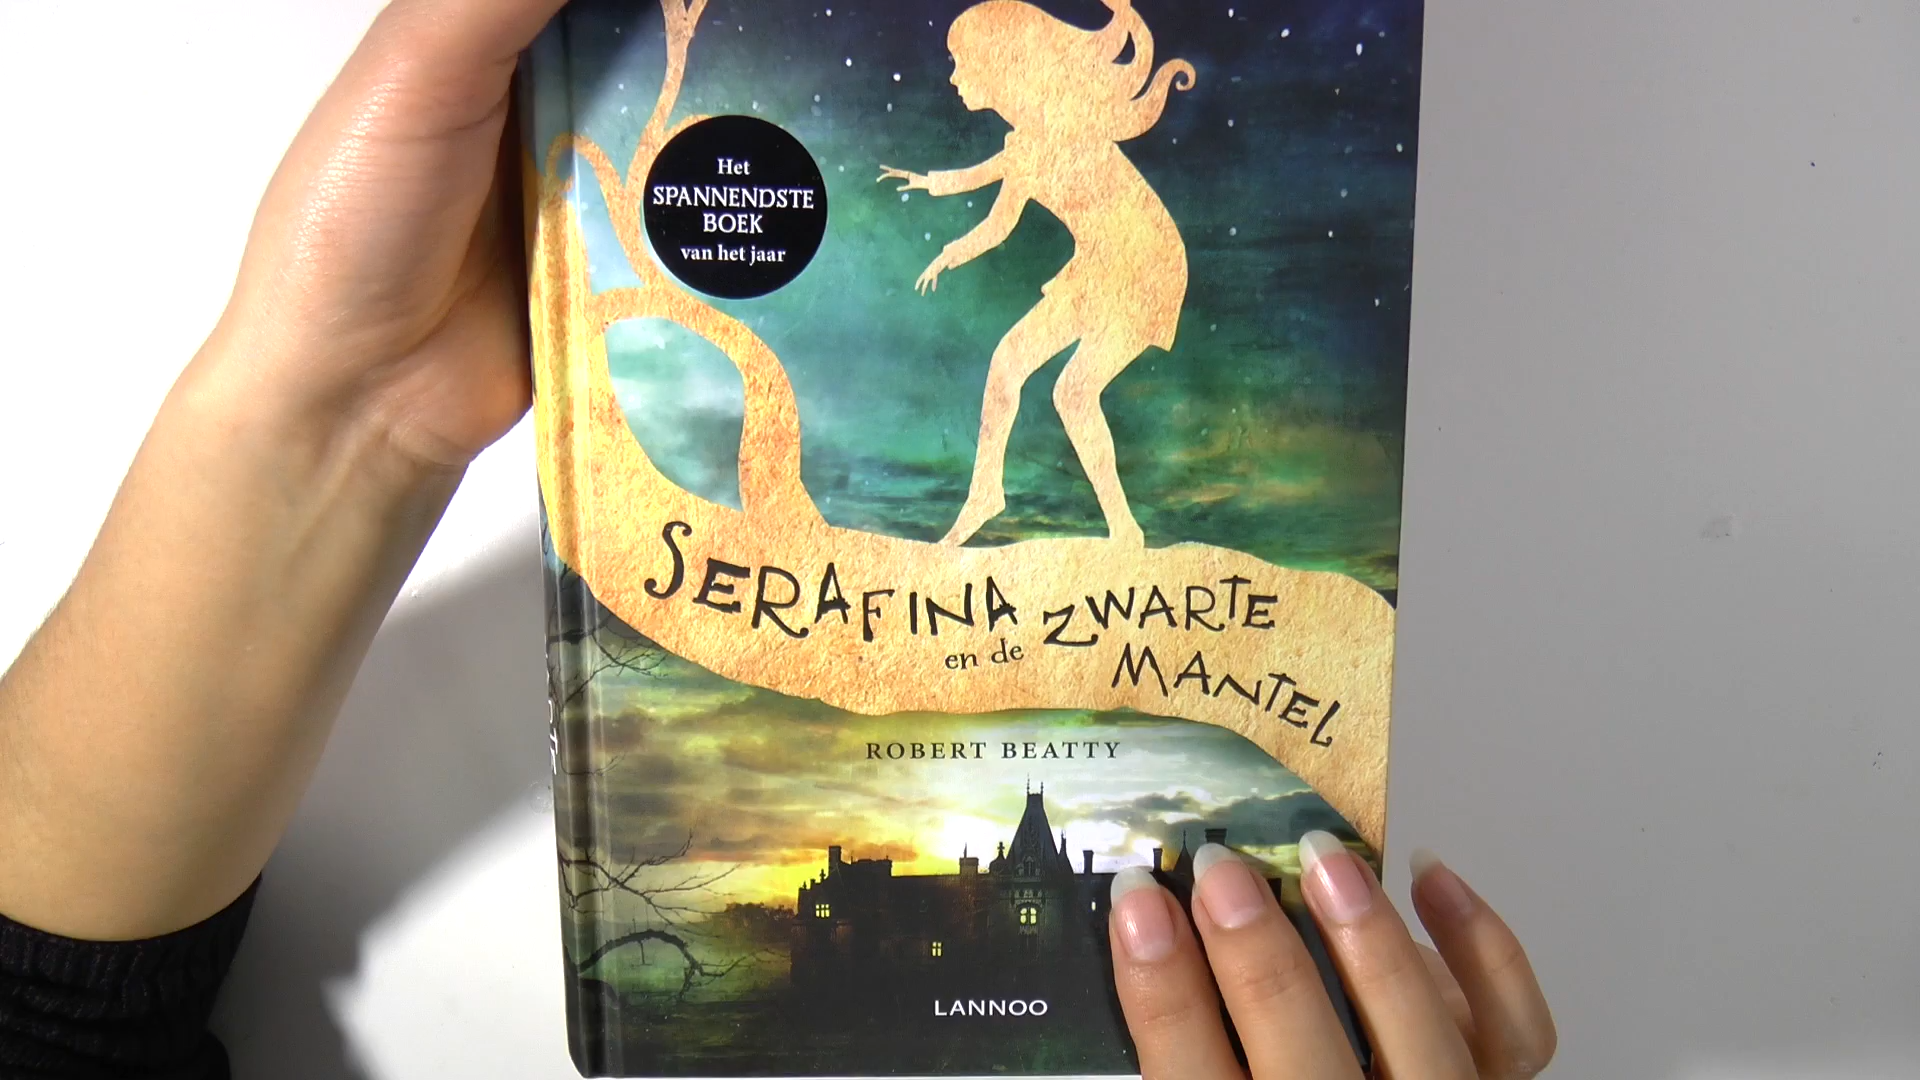 Het
SPANNENDSTE
BOEK
van het jaar
SERAFINA
en de
ZWARTE
MANTEL
ROBERT BEATTY
LANNOO